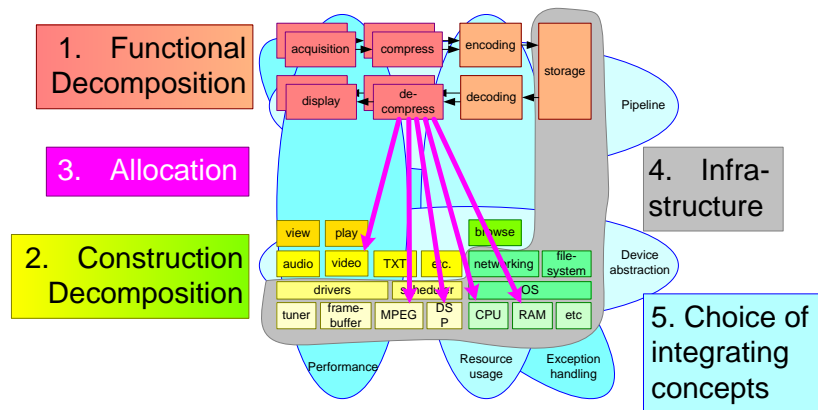 1. Functional
Decomposition
acquisition
compress
encoding
storage
display
de-
compress
decoding
Pipeline
3. Allocation
4. Infra-
structure
view
play
browse
2. Construction
Decomposition
audio
video
TXT
etc.
networking
file-
system
Device
abstraction
drivers
scheduler
OS
tuner
frame-
buffer
MPEG
DS
P
CPU
RAM
etc
5. Choice of
integrating
concepts
Performance
Resource
usage
Exception
handling